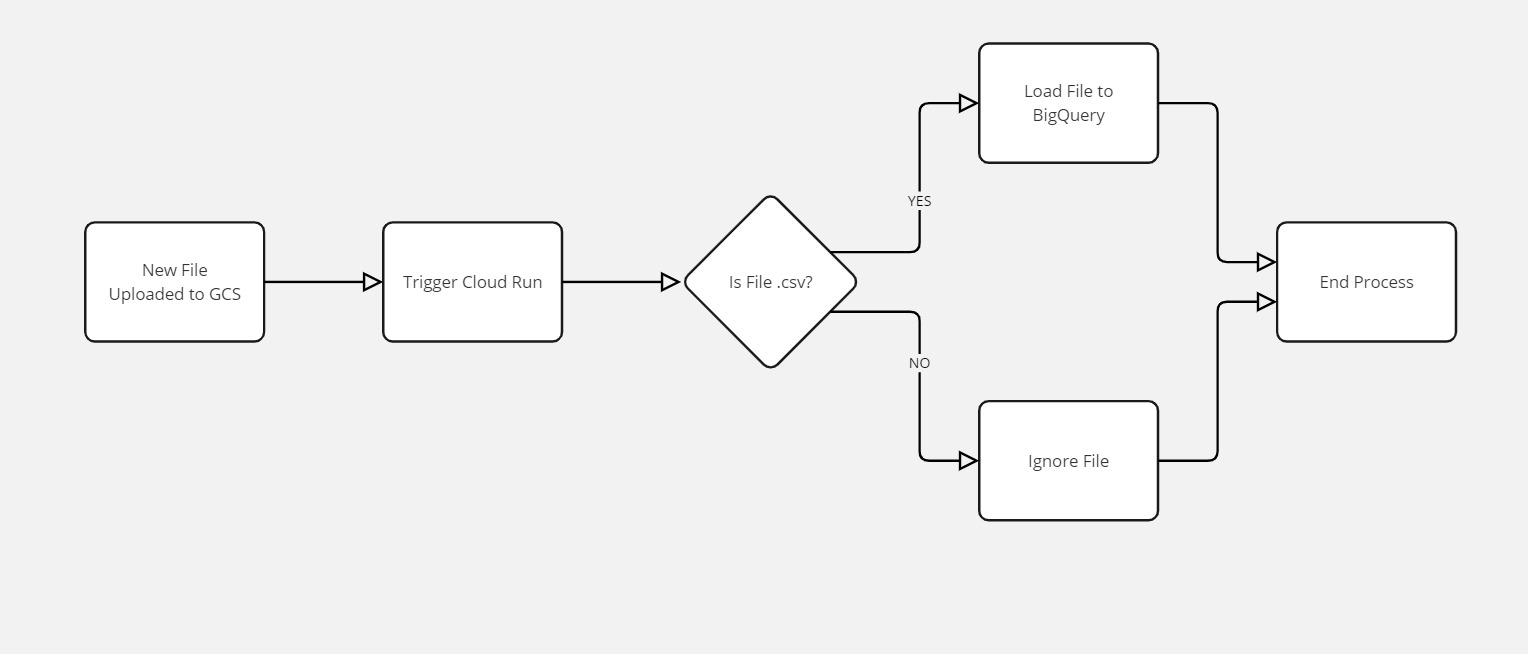 New File
Uploaded to GCS
Trigger Cloud Run
Is File .csv?
YES
NO
Load File to
BigQuery
Ignore File
End Process